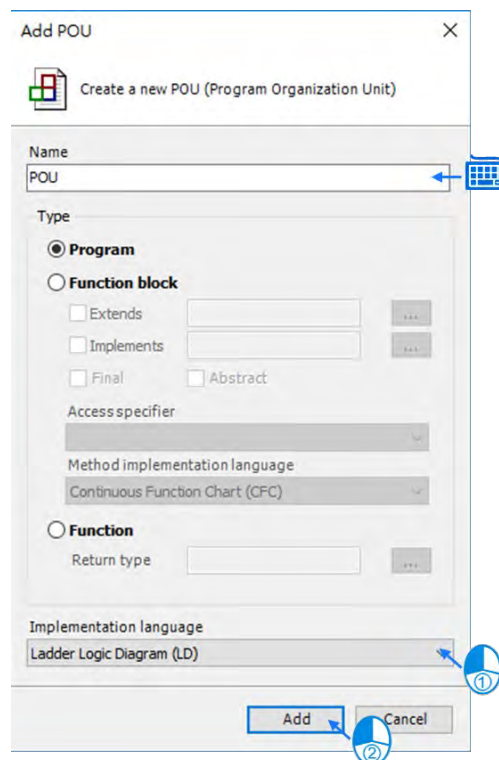 Add POU
Create a new POU (Program Organization Unit)
Name
POU
Type
Program
Function block
Extends
...
Implements
...
Final Abstract
Access specifier
Method implementation language
Continuous Function Chart (CFC)
Function
Return type
...
Implementation language
Ladder Logic Diagram (LD)
①
Add Cancel
②